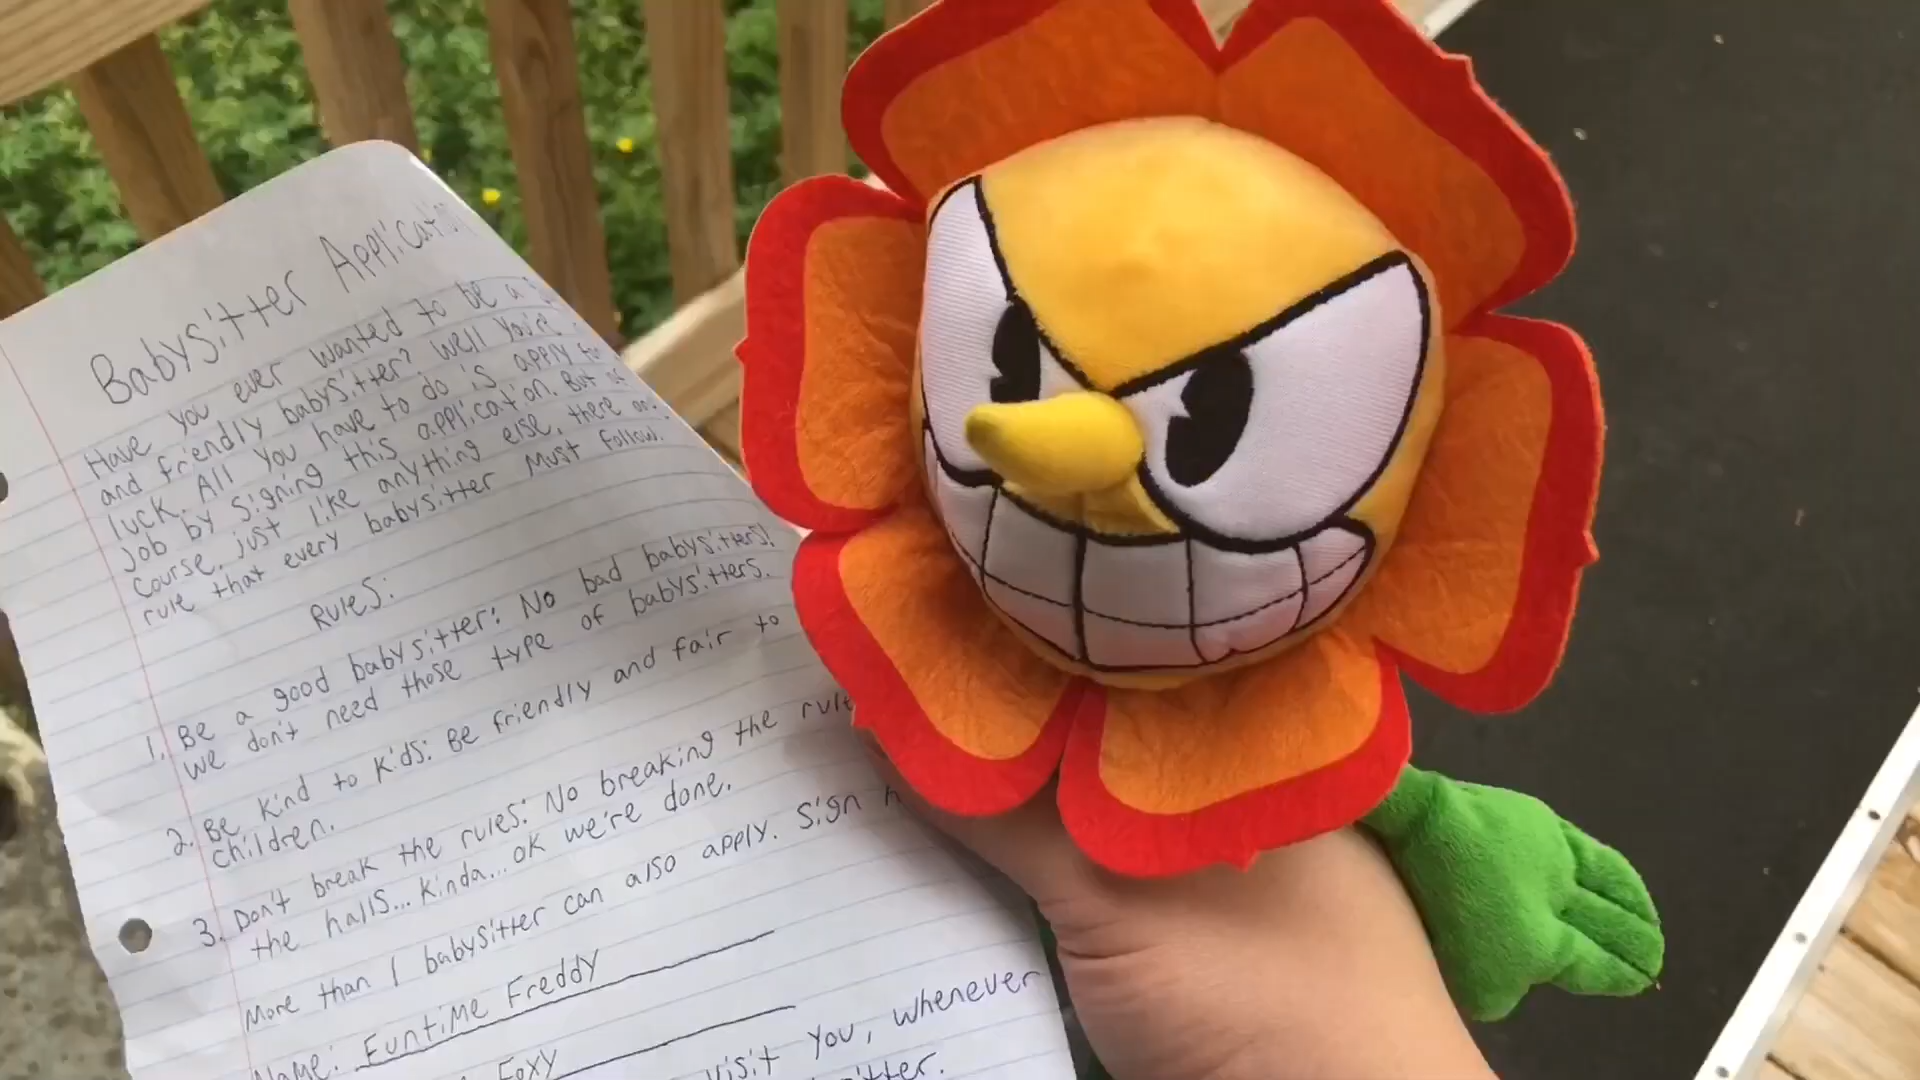 Babysitter Applicat
Have you ever wanted to be a
and friendly babysitter? Well you're
luck. All you have to do is apply
job by signing this application. But of
course, just like anything else, there
rule that every babysitter must follow.
Rules:
1. Be a good babysitter: No bad babysitters!
we don't need those type of babysitters.
2. Be kind to kids: Be friendly and fair to
children.
3. Don't break the rules: No breaking the rule
the halls... kinda... ok we're done.
More than 1 babysitter can also apply. Sign
Name: Funtime Freddy
Foxy
visit you, whenever